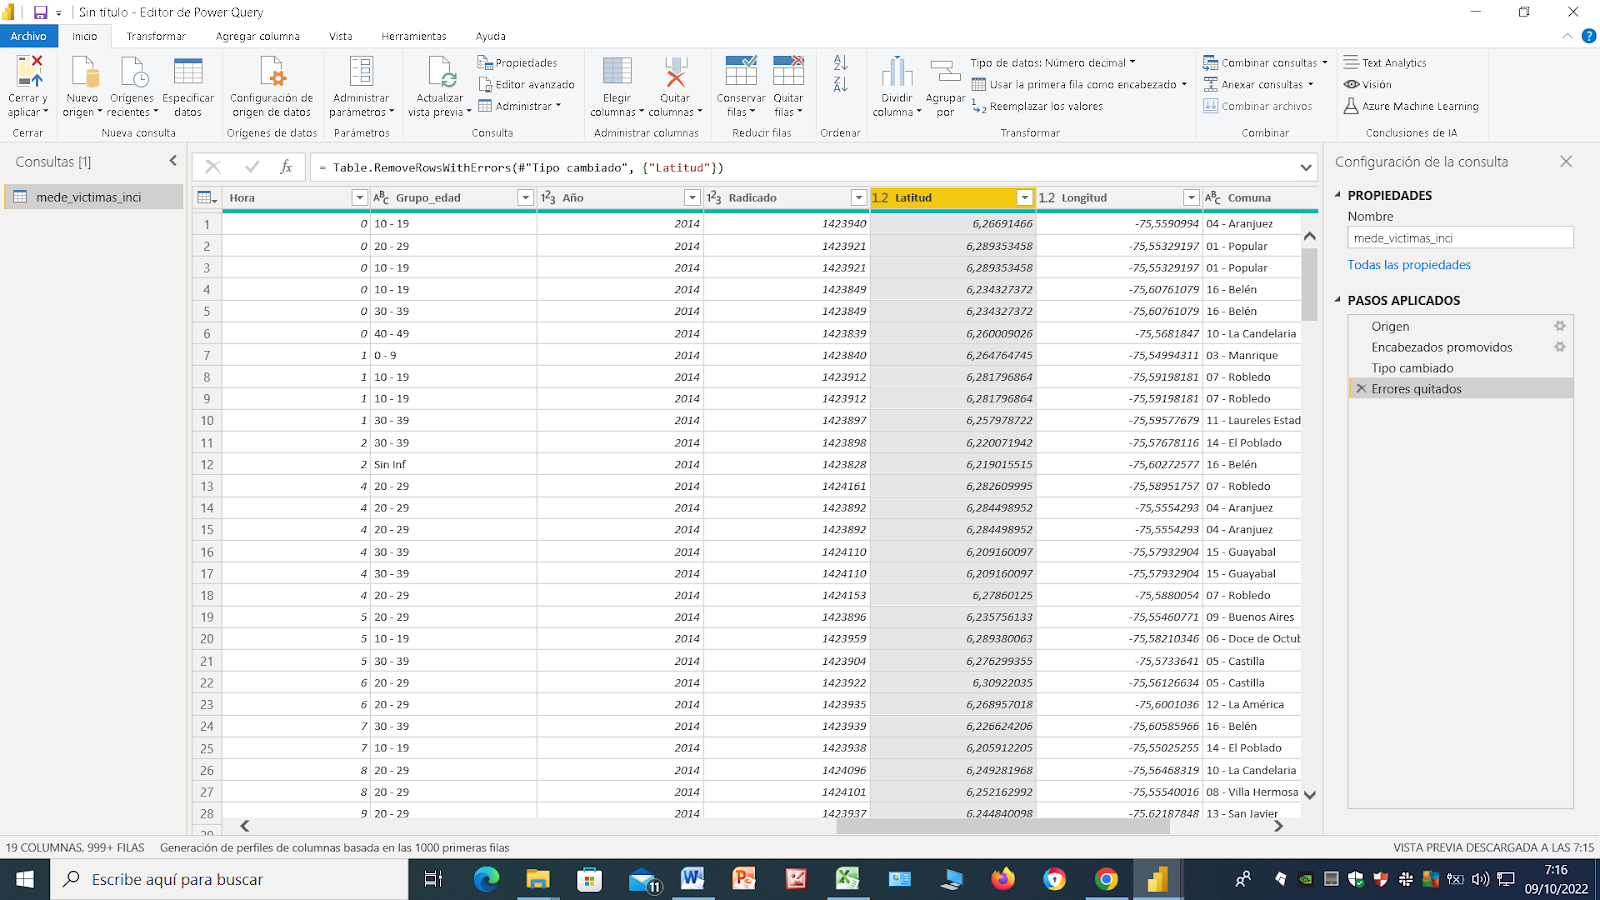 Sin título - Editor de Power Query
Archivo Inicio Transformar Agregar columna Vista Herramientas Ayuda
Cerrar y aplicar
Cerrar
Nuevo origen
Orígenes recientes
Especificar datos
Nueva consulta
Configuración de origen de datos
Orígenes de datos
Administrar parámetros
Parámetros
Actualizar vista previa
Propiedades
Editor avanzado
Administrar
Consulta
Elegir columnas
Quitar columnas
Administrar columnas
Conservar filas
Quitar filas
Reducir filas
Ordenar
Dividir columna
Agrupar por
Tipo de datos: Número decimal
Usar la primera fila como encabezado
Reemplazar los valores
Transformar
Combinar consultas
Anexar consultas
Combinar archivos
Combinar
Text Analytics
Visión
Azure Machine Learning
Conclusiones de IA
Consultas [1]
mede_victimas_inci
fx = Table.RemoveRowsWithErrors(#"Tipo cambiado", {"Latitud"})
Hora ABC Grupo_edad 123 Año 123 Radicado 1.2 Latitud 1.2 Longitud ABC Comuna
1 0 10 - 19 2014 1423940 6,26691466 -75,5590994 04 - Aranjuez
2 0 20 - 29 2014 1423921 6,289353458 -75,55329197 01 - Popular
3 0 10 - 19 2014 1423921 6,289353458 -75,55329197 01 - Popular
4 0 10 - 19 2014 1423849 6,234327372 -75,60761079 16 - Belén
5 0 30 - 39 2014 1423849 6,234327372 -75,60761079 16 - Belén
6 0 40 - 49 2014 1423839 6,260009026 -75,5681847 10 - La Candelaria
7 1 0 - 9 2014 1423840 6,264764745 -75,54994311 03 - Manrique
8 1 10 - 19 2014 1423912 6,281796864 -75,59198181 07 - Robledo
9 1 10 - 19 2014 1423912 6,281796864 -75,59198181 07 - Robledo
10 1 30 - 39 2014 1423897 6,257978722 -75,59577679 11 - Laureles Estad
11 2 30 - 39 2014 1423898 6,220071942 -75,57678116 14 - El Poblado
12 2 Sin Inf 2014 1423828 6,219015515 -75,60272577 16 - Belén
13 4 20 - 29 2014 1424161 6,282609995 -75,58951757 07 - Robledo
14 4 20 - 29 2014 1423892 6,284498952 -75,5554293 04 - Aranjuez
15 4 20 - 29 2014 1423892 6,284498952 -75,5554293 04 - Aranjuez
16 4 30 - 39 2014 1424110 6,209160097 -75,57932904 15 - Guayabal
17 4 30 - 39 2014 1424110 6,209160097 -75,57932904 15 - Guayabal
18 4 20 - 29 2014 1424153 6,27860125 -75,5880054 07 - Robledo
19 5 20 - 29 2014 1423896 6,235756133 -75,55460771 09 - Buenos Aires
20 5 10 - 19 2014 1423959 6,289380063 -75,58210346 06 - Doce de Octub
21 5 30 - 39 2014 1423904 6,276299355 -75,5733641 05 - Castilla
22 6 20 - 29 2014 1423922 6,30922035 -75,56126634 05 - Castilla
23 6 20 - 29 2014 1423935 6,268957018 -75,6001036 12 - La América
24 7 30 - 39 2014 1423939 6,226624206 -75,60585966 16 - Belén
25 7 10 - 19 2014 1423938 6,205912205 -75,55025255 14 - El Poblado
26 8 20 - 29 2014 1424096 6,249281968 -75,56468319 10 - La Candelaria
27 8 20 - 29 2014 1424101 6,252162992 -75,55540016 08 - Villa Hermosa
28 9 20 - 29 2014 1423937 6,244840098 -75,62187848 13 - San Javier
29
Configuración de la consulta
PROPIEDADES
Nombre
mede_victimas_inci
Todas las propiedades
PASOS APLICADOS
Origen
Encabezados promovidos
Tipo cambiado
Errores quitados
19 COLUMNAS, 999+ FILAS Generación de perfiles de columnas basada en las 1000 primeras filas VISTA PREVIA DESCARGADA A LAS 7:15
Escribe aquí para buscar
11
7:16
09/10/2022